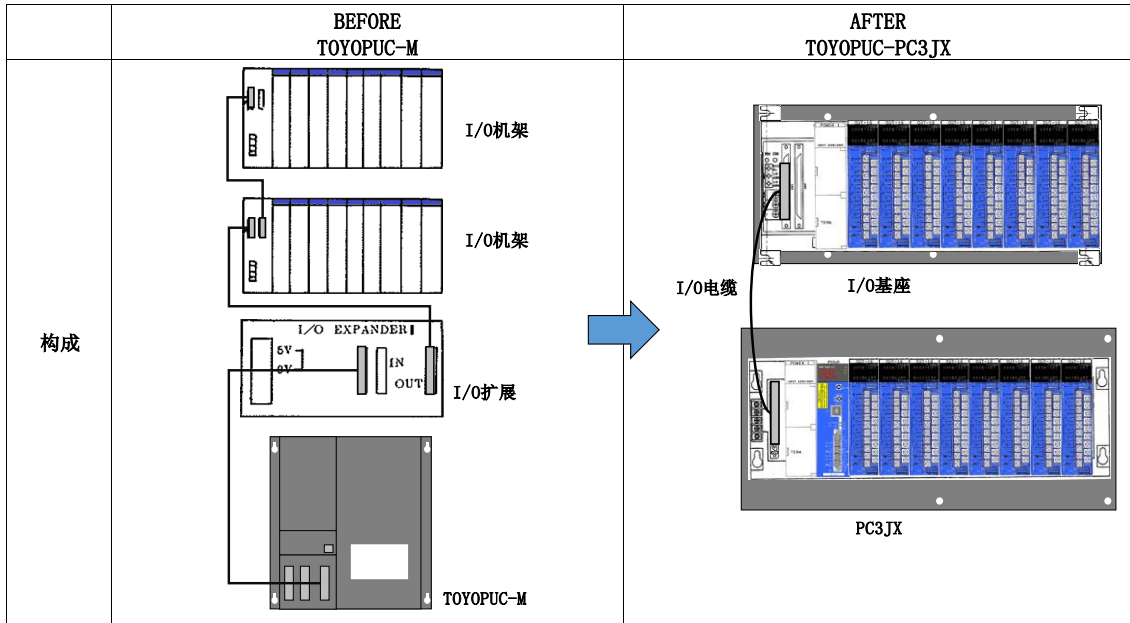 BEFORE
TOYOPUC-M
AFTER
TOYOPUC-PC3JX
构成
I/O机架
I/O机架
I/O EXPANDER
5V
0V
IN
OUT
I/O扩展
TOYOPUC-M
I/O电缆
I/O基座
PC3JX